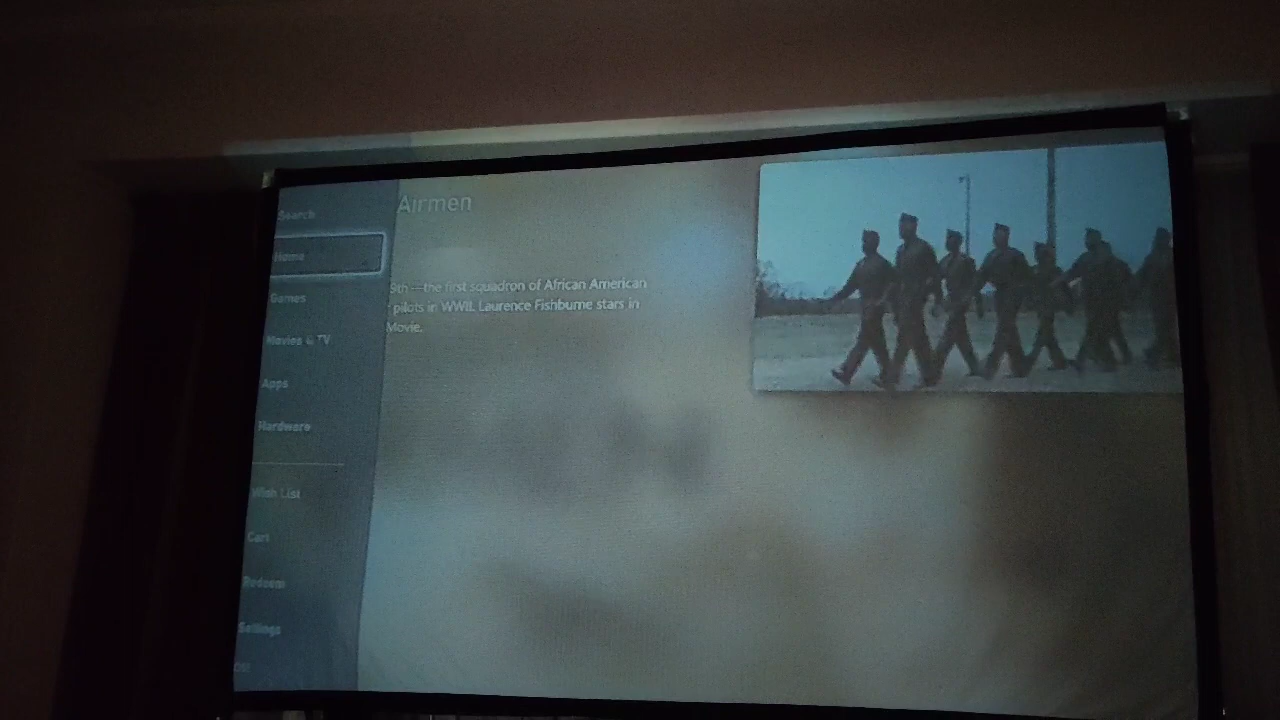 Search
Home
Games
Movies & TV
Apps
Hardware
Wish List
Cart
Redeem
Settings
Airmen
9th—the first squadron of African American
pilots in WWII. Laurence Fishburne stars in
Movie.